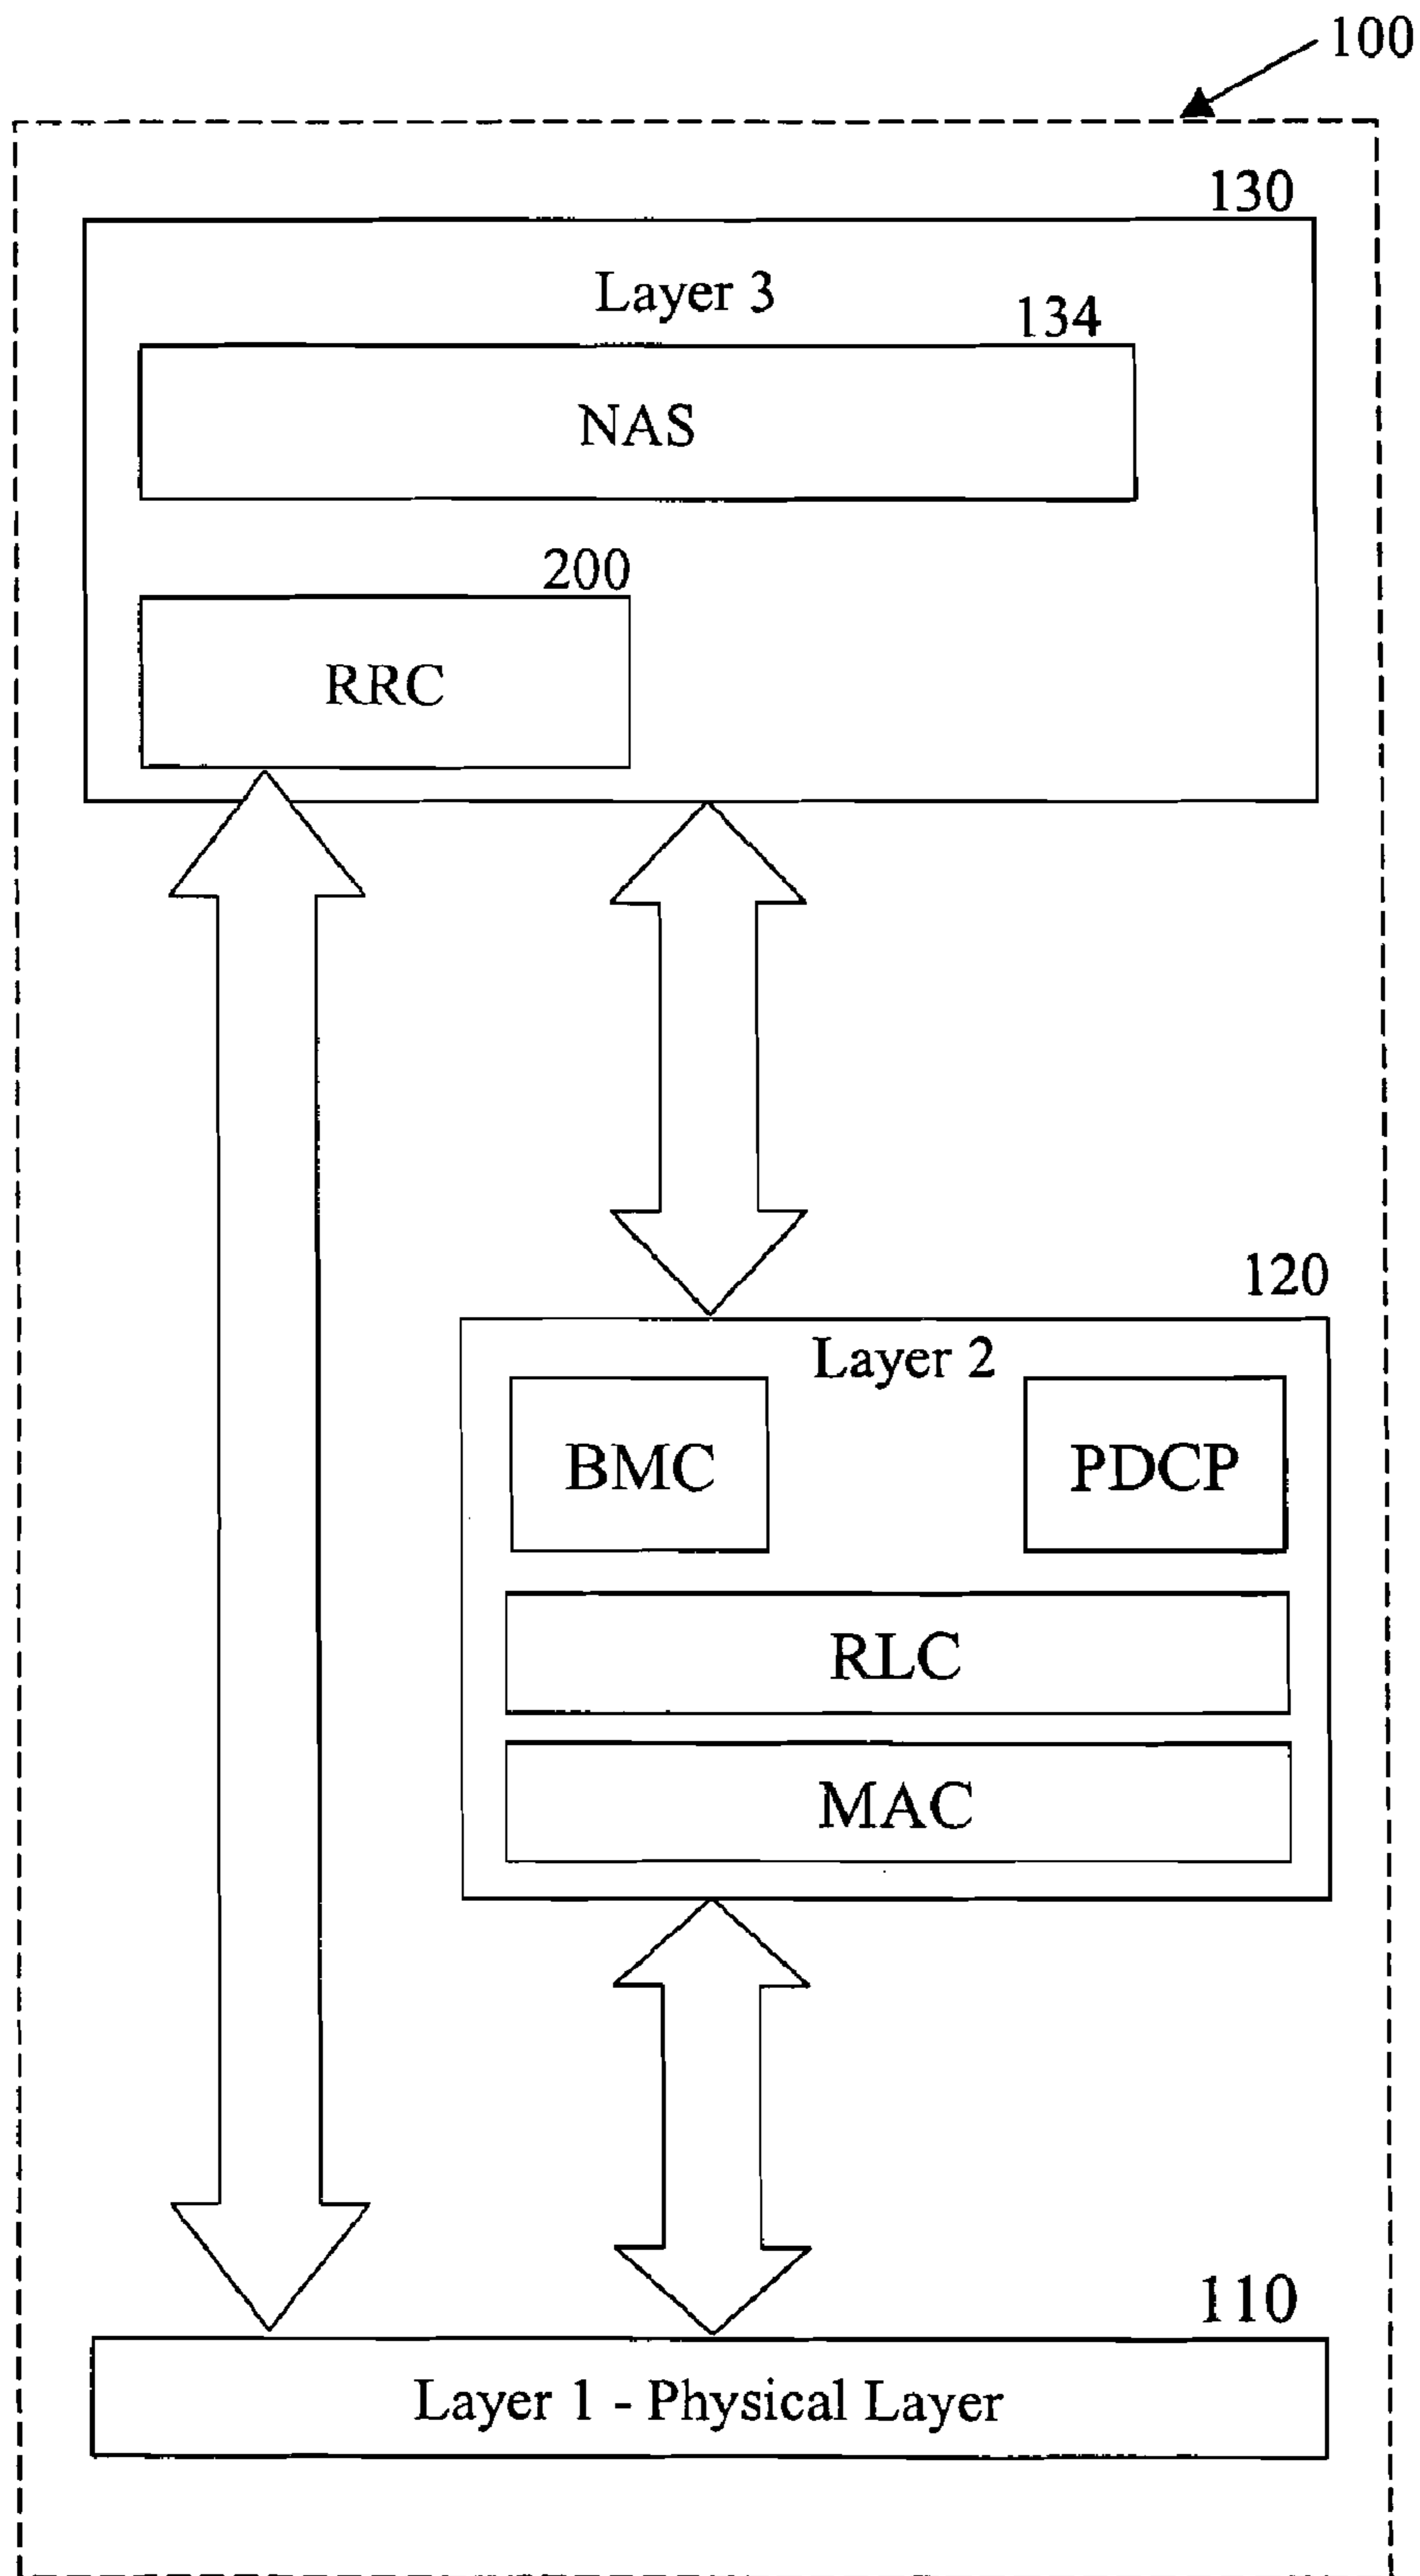 100
130
Layer 3
134
NAS
200
RRC
120
Layer 2
BMC
PDCP
RLC
MAC
110
Layer 1 - Physical Layer